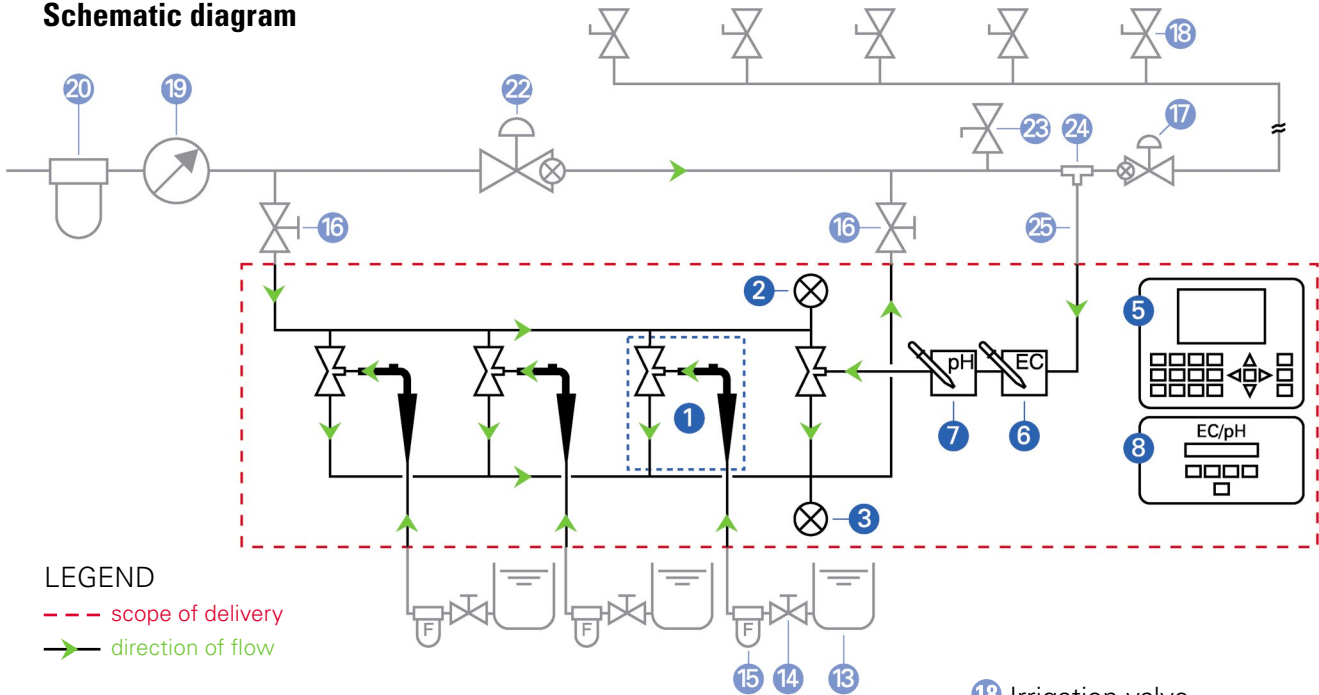 Schematic diagram
18
20
19
22
23
24
17
16
16
25
2
5
pH
EC
1
7
6
EC/pH
8
3
LEGEND
scope of delivery
direction of flow
F
F
F
15
14
13
18 Irrigation valve